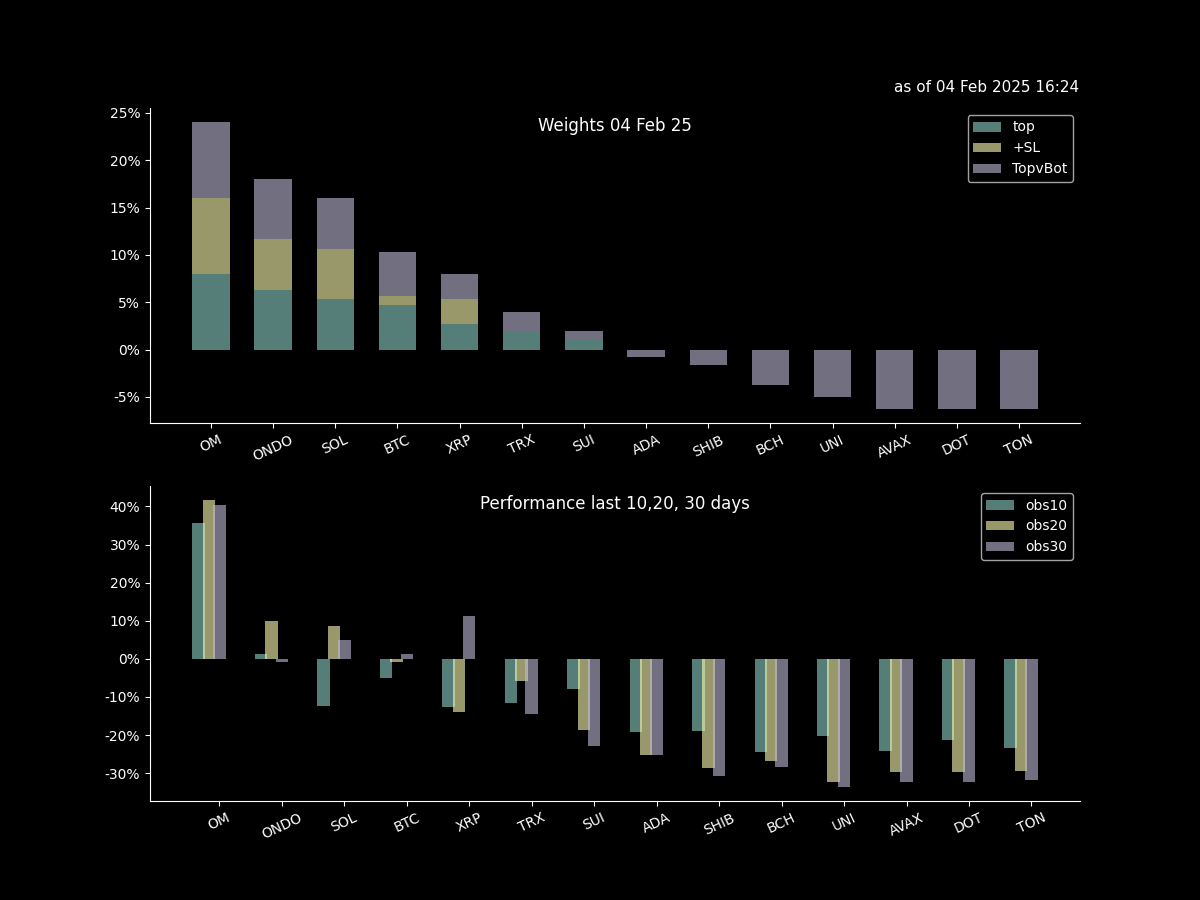 as of 04 Feb 2025 16:24
Weights 04 Feb 25
top
+SL
TopvBot
25%
20%
15%
10%
5%
0%
-5%
OM ONDO SOL BTC XRP TRX SUI ADA SHIB BCH UNI AVAX DOT TON
Performance last 10,20, 30 days
obs10
obs20
obs30
40%
30%
20%
10%
0%
-10%
-20%
-30%
OM ONDO SOL BTC XRP TRX SUI ADA SHIB BCH UNI AVAX DOT TON